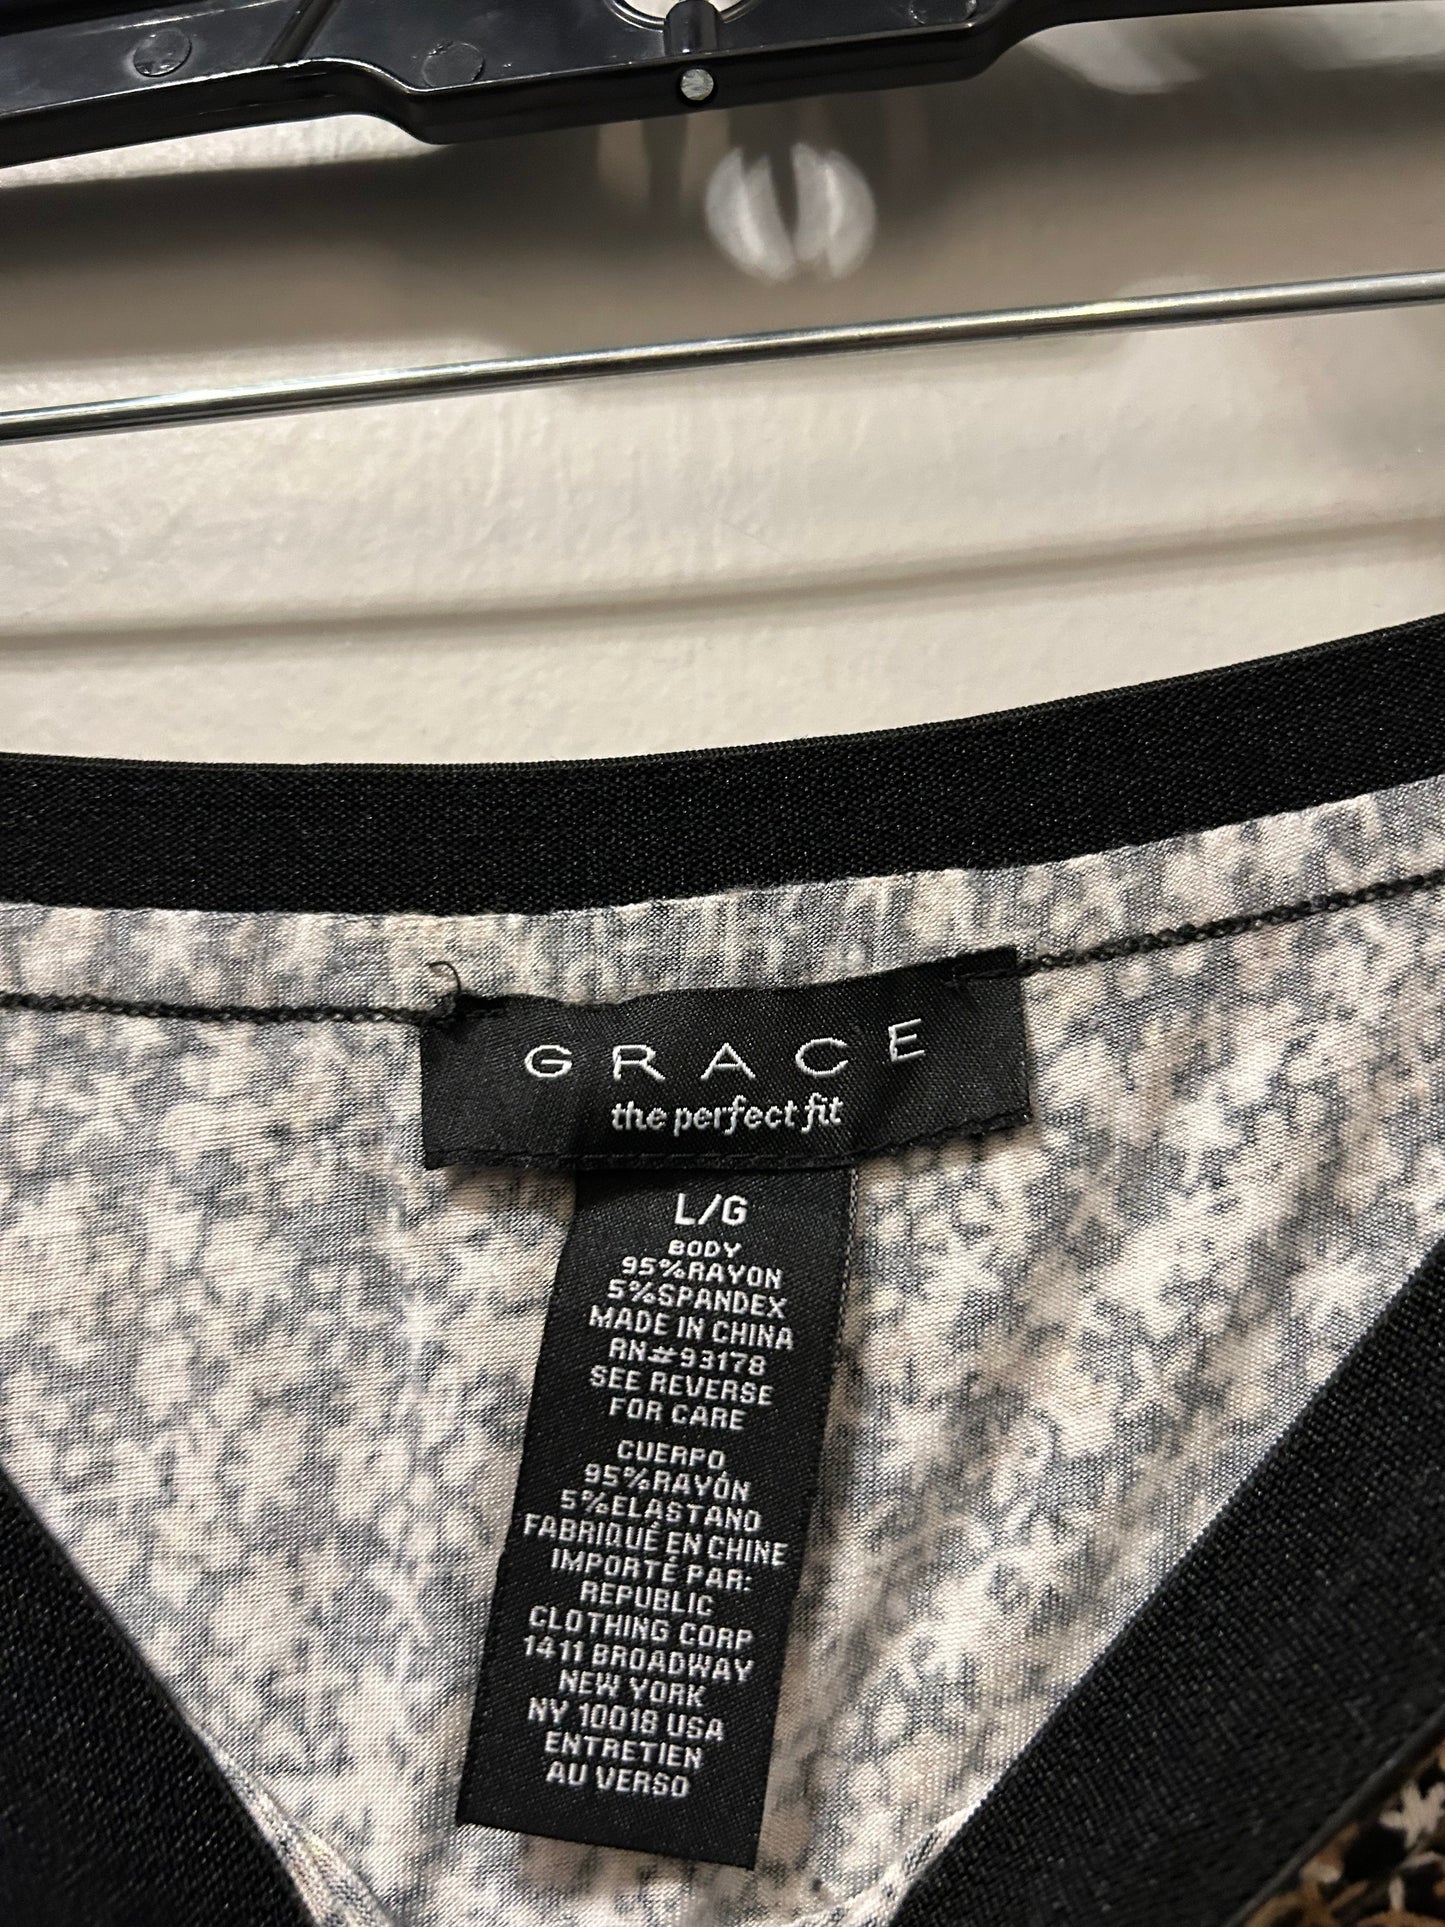 GRACE
the perfect fit
L/G
BODY
95%RAYON
5%SPANDEX
MADE IN CHINA
RN#93178
SEE REVERSE
FOR CARE
CUERPO
95%RAYÓN
5%ELASTANO
FABRIQUÉ EN CHINE
IMPORTÉ PAR:
REPUBLIC
CLOTHING CORP
1411 BROADWAY
NEW YORK
NY 10018 USA
ENTRETIEN
AU VERSO